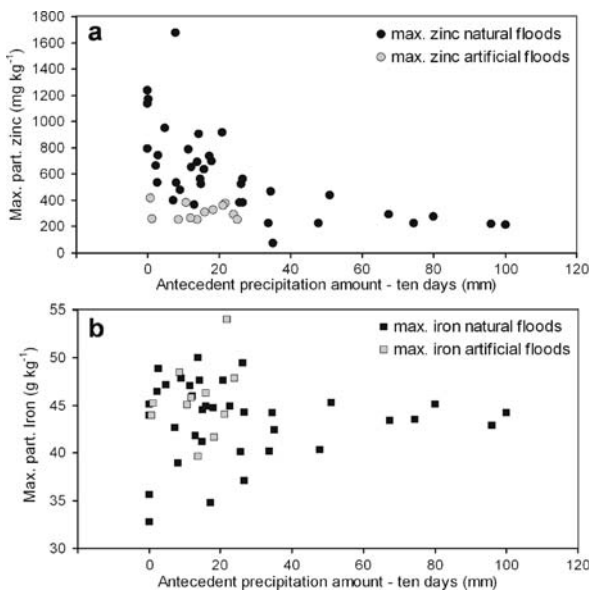 1800
1600
1400
1200
1000
800
600
400
200
0
Max. part. zinc (mg kg⁻¹)
a
max. zinc natural floods
max. zinc artificial floods
0 20 40 60 80 100 120
Antecedent precipitation amount - ten days (mm)
55
50
45
40
35
30
Max. part. Iron (g kg⁻¹)
b
max. iron natural floods
max. iron artificial floods
0 20 40 60 80 100 120
Antecedent precipitation amount - ten days (mm)